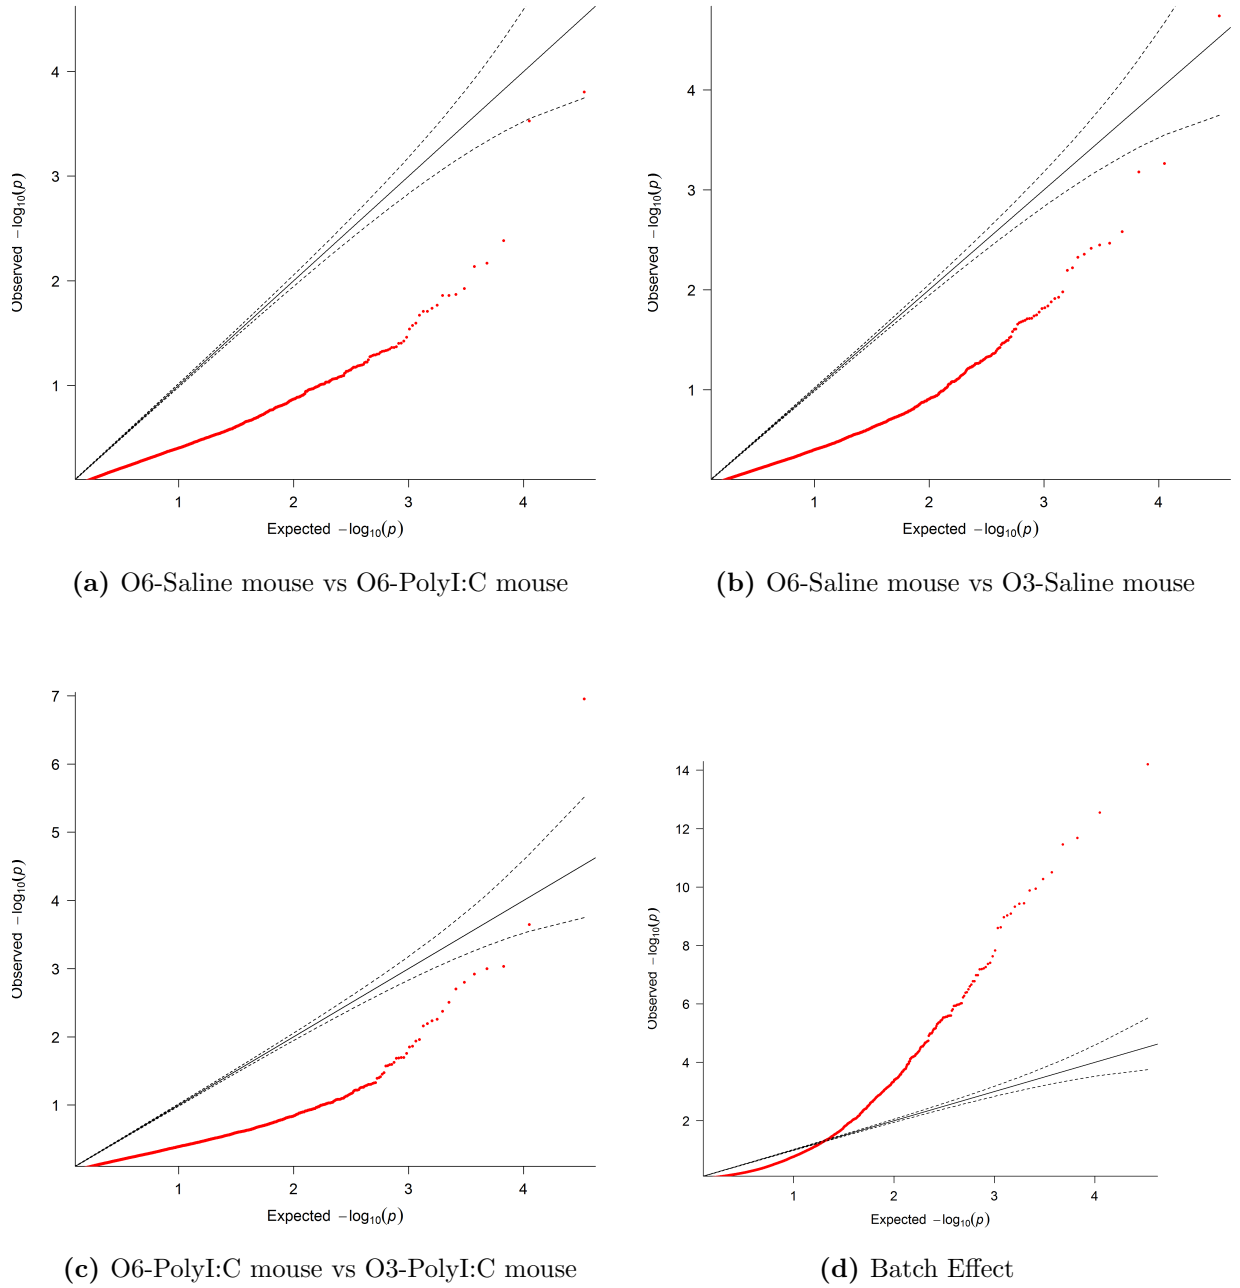 4
3
2
1
Observed −log10(p)
1 2 3 4
Expected −log10(p)
(a) O6-Saline mouse vs O6-PolyI:C mouse
4
3
2
1
Observed −log10(p)
1 2 3 4
Expected −log10(p)
(b) O6-Saline mouse vs O3-Saline mouse
7
6
5
4
3
2
1
Observed −log10(p)
1 2 3 4
Expected −log10(p)
(c) O6-PolyI:C mouse vs O3-PolyI:C mouse
14
12
10
8
6
4
2
Observed −log10(p)
1 2 3 4
Expected −log10(p)
(d) Batch Effect